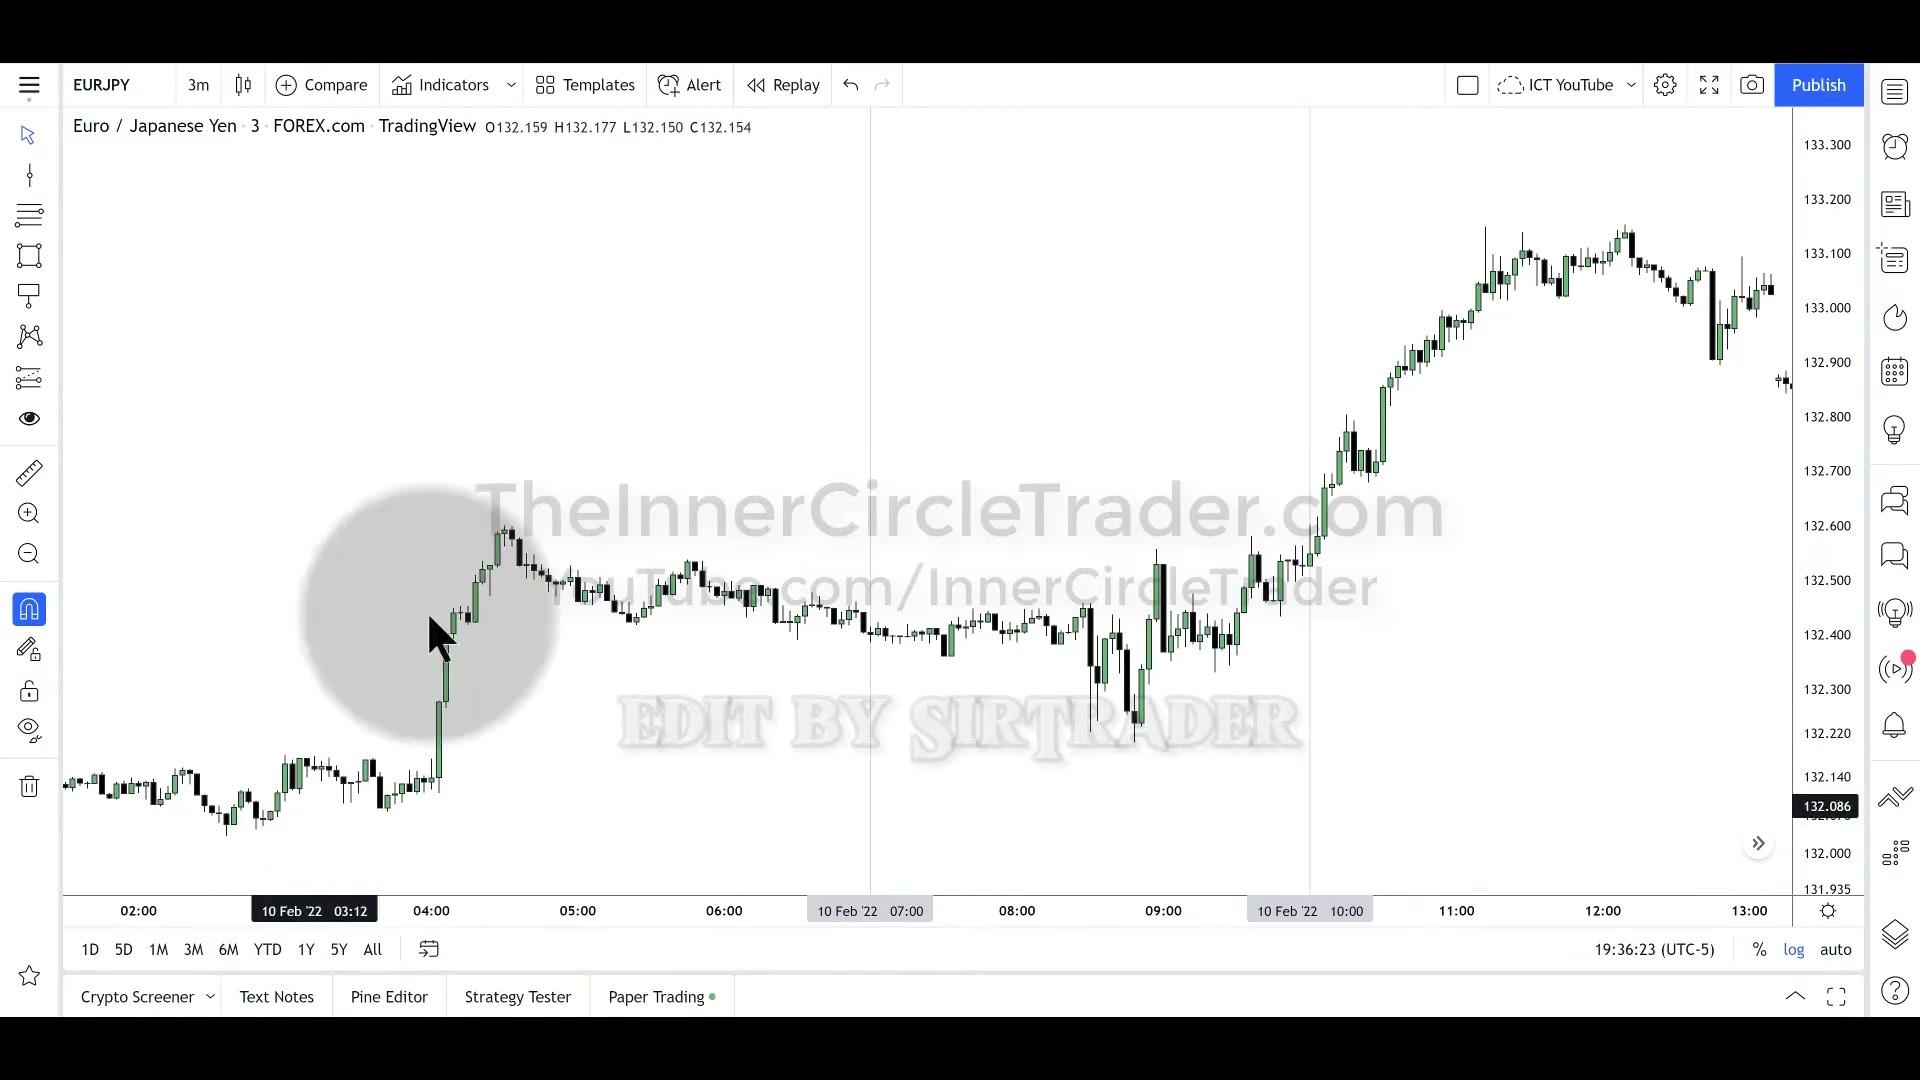 EURJPY 3m Compare Indicators Templates Alert Replay ICT YouTube Publish
Euro / Japanese Yen · 3 · FOREX.com · TradingView O132.159 H132.177 L132.150 C132.154
133.300
133.200
133.100
133.000
132.900
132.800
132.700
132.600
132.500
132.400
132.300
132.220
132.140
132.086
132.000
131.935
TheInnerCircleTrader.com
YouTube.com/InnerCircleTrader
EDIT BY SIRTRADER
02:00 10 Feb '22 03:12 04:00 05:00 06:00 10 Feb '22 07:00 08:00 09:00 10 Feb '22 10:00 11:00 12:00 13:00
1D 5D 1M 3M 6M YTD 1Y 5Y All 19:36:23 (UTC-5) % log auto
Crypto Screener Text Notes Pine Editor Strategy Tester Paper Trading